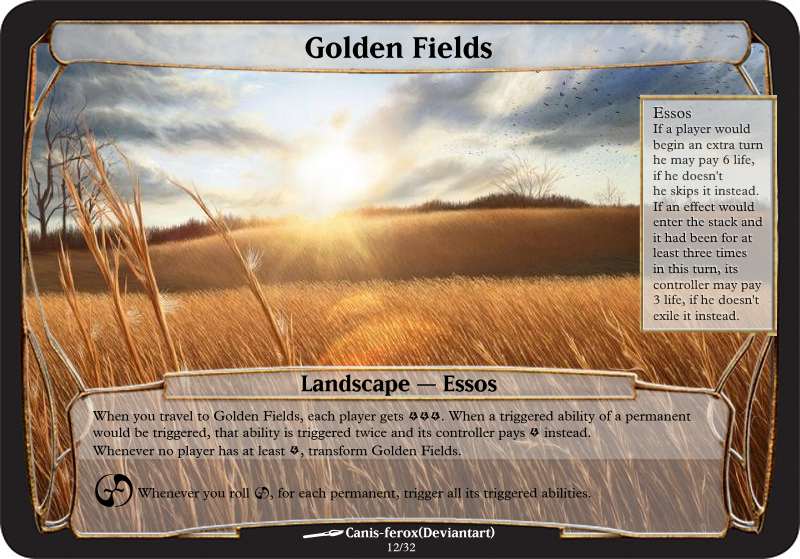 Golden Fields
Essos
If a player would
begin an extra turn
he may pay 6 life,
if he doesn't
he skips it instead.
If an effect would
enter the stack and
it had been for at
least three times
in this turn, its
controller may pay
3 life, if he doesn't
exile it instead.
Landscape — Essos
When you travel to Golden Fields, each player gets . When a triggered ability of a permanent
would be triggered, that ability is triggered twice and its controller pays instead.
Whenever no player has at least , transform Golden Fields.
Whenever you roll , for each permanent, trigger all its triggered abilities.
Canis-ferox(Deviantart)
12/32